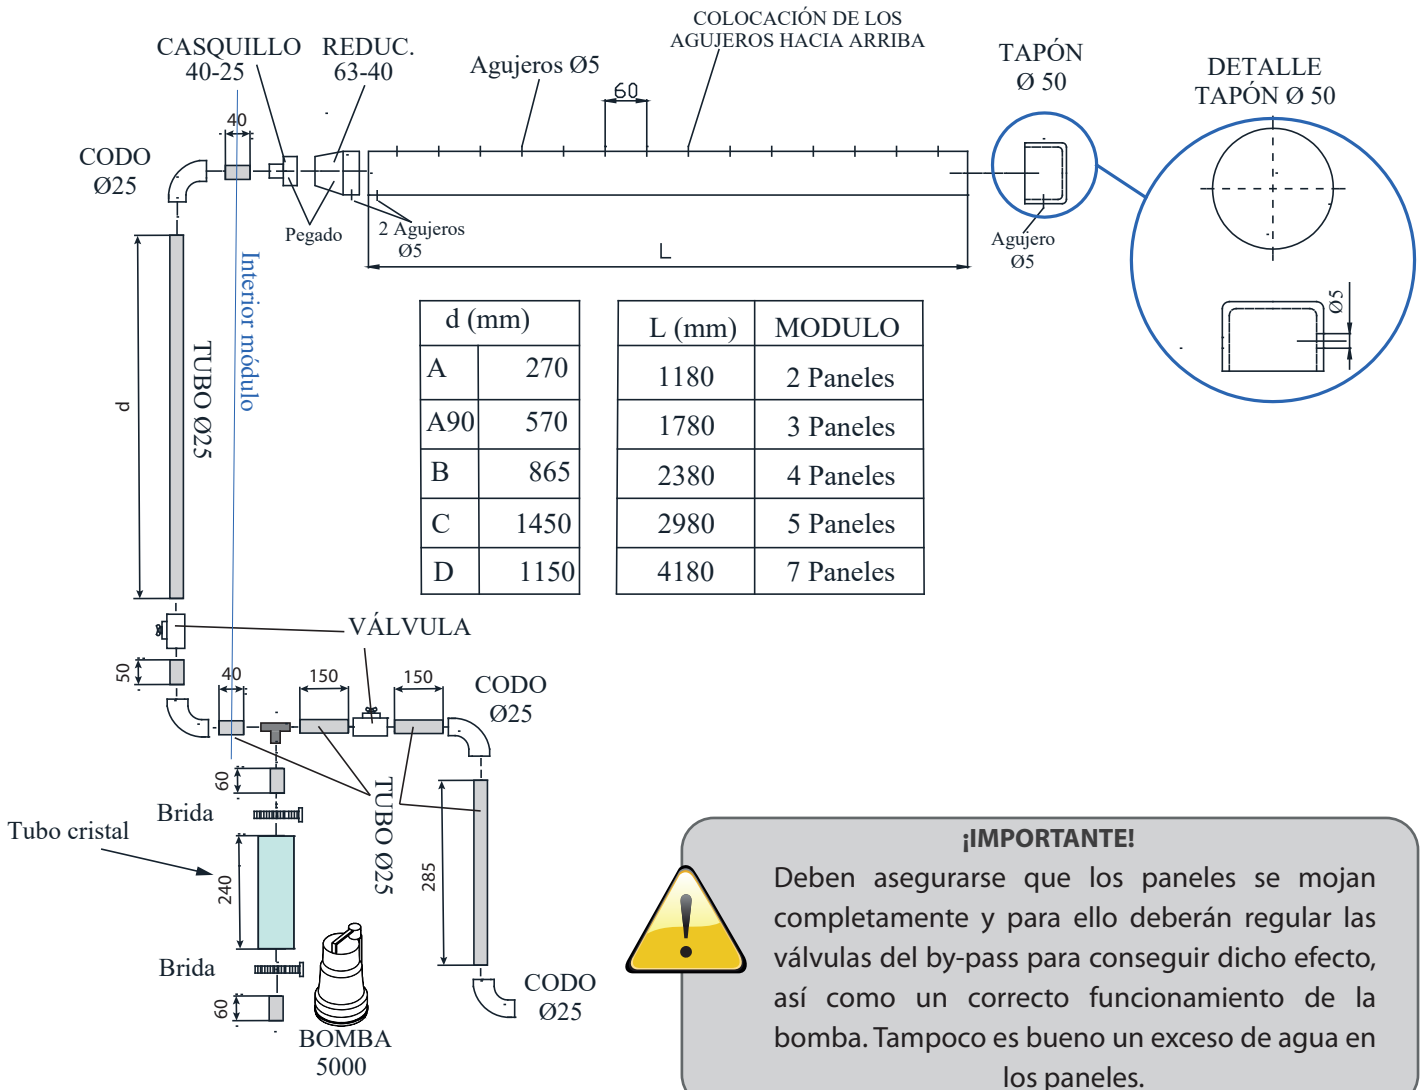 COLOCACIÓN DE LOS
AGUJEROS HACIA ARRIBA
CASQUILLO
40-25
REDUC.
63-40
Agujeros Ø5
TAPÓN
Ø 50
DETALLE
TAPÓN Ø 50
60
40
CODO
Ø25
Pegado
2 Agujeros
Ø5
L
Agujero
Ø5
Ø5
Interior módulo
TUBO Ø25
d
d (mm)
A 270
A90 570
B 865
C 1450
D 1150
L (mm) MODULO
1180 2 Paneles
1780 3 Paneles
2380 4 Paneles
2980 5 Paneles
4180 7 Paneles
VÁLVULA
50
40
150
150
CODO
Ø25
60
Brida
Tubo cristal
240
TUBO Ø25
285
Brida
60
BOMBA
5000
CODO
Ø25
¡IMPORTANTE!
Deben asegurarse que los paneles se mojan
completamente y para ello deberán regular las
válvulas del by-pass para conseguir dicho efecto,
así como un correcto funcionamiento de la
bomba. Tampoco es bueno un exceso de agua en
los paneles.